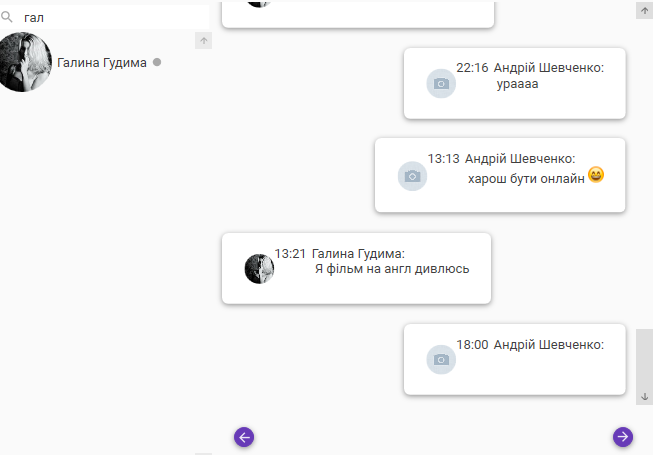 гал
Галина Гудима
22:16 Андрій Шевченко:
ураааа
13:13 Андрій Шевченко:
харош бути онлайн 😄
13:21 Галина Гудима:
Я фільм на англ дивлюсь
18:00 Андрій Шевченко: